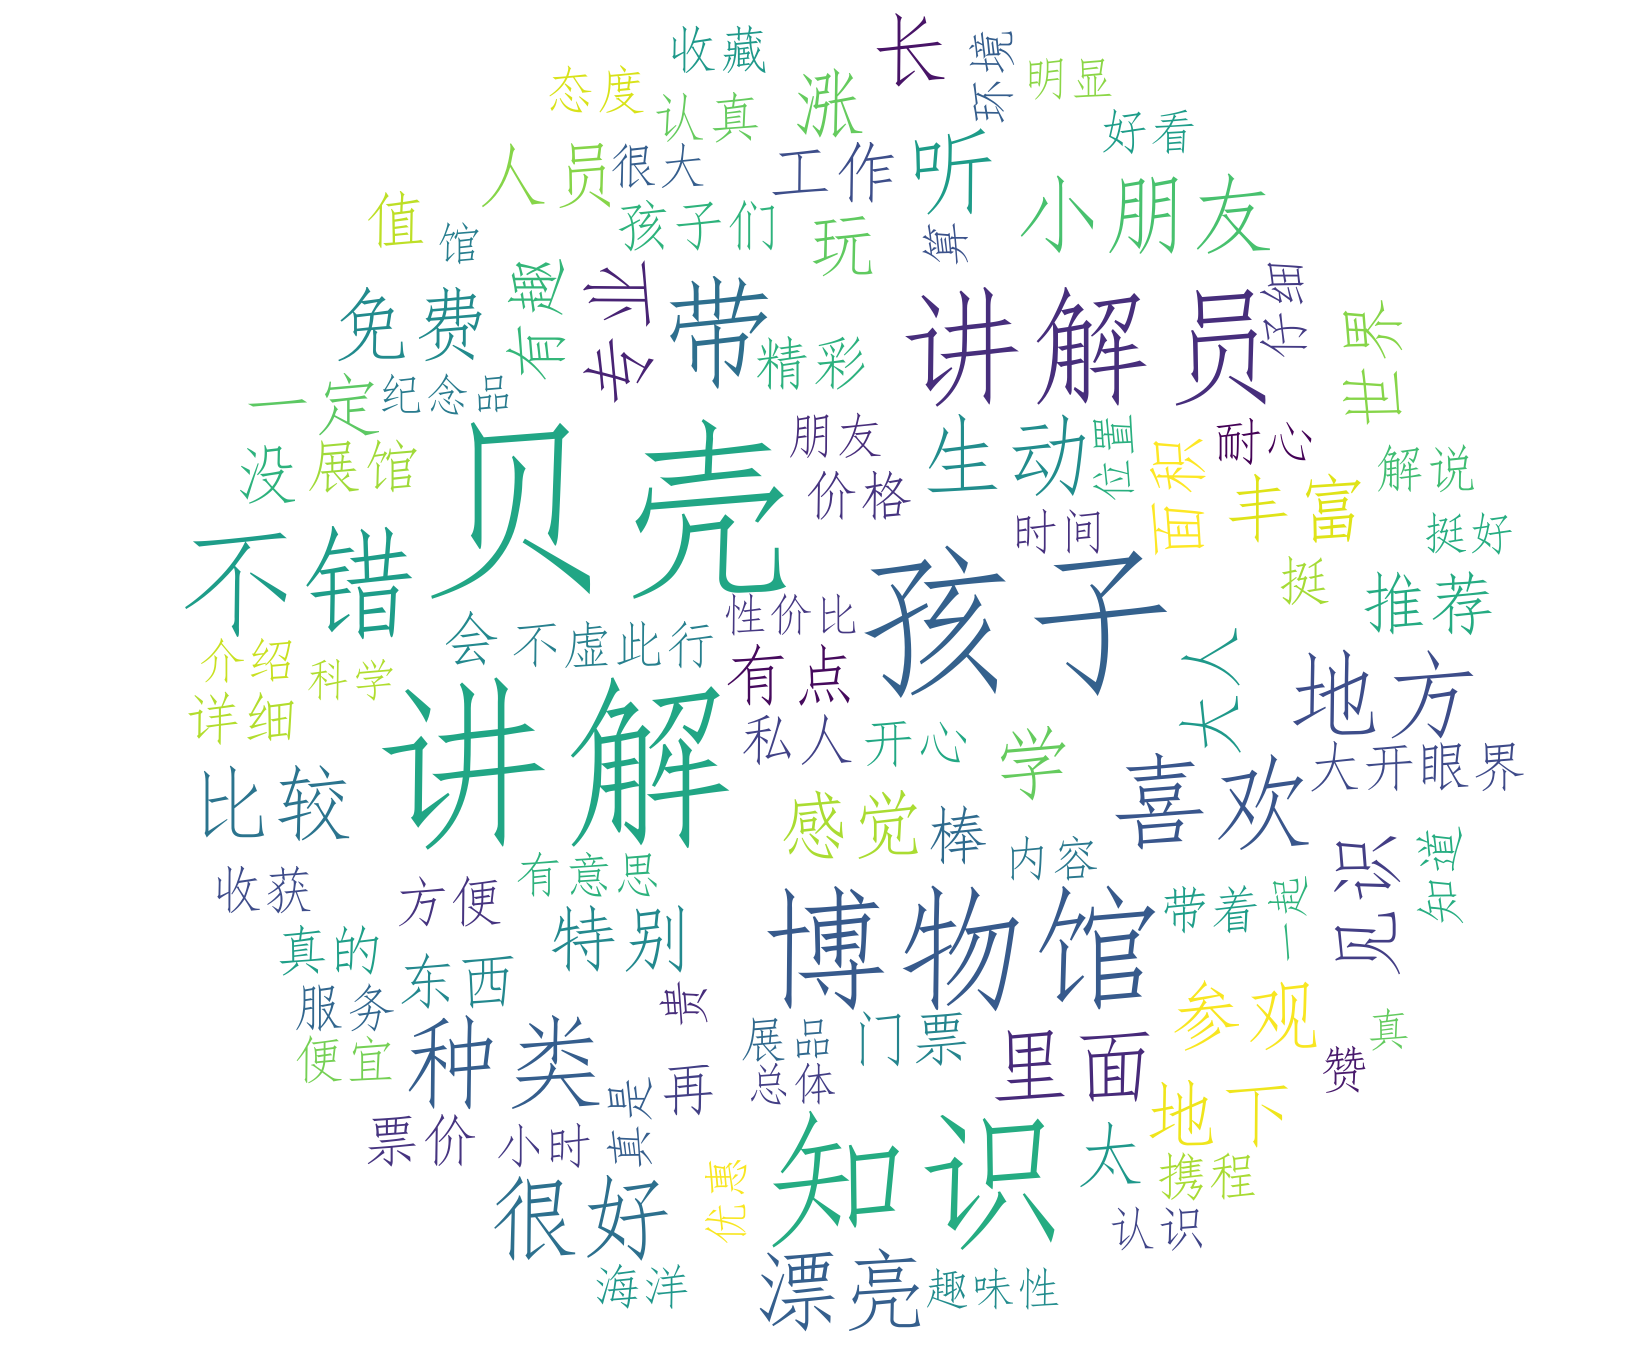 收藏
长
环境
态度
认真
涨
明显
好看
人员
很大
工作
听
值
馆
孩子们
玩
算
小朋友
免费
有趣
专业
带
精彩
讲解员
仔细
世界
一定
纪念品
没
展馆
贝壳
朋友
价格
生动
位置
面积
耐心
丰富
解说
时间
挺好
不错
孩子
挺
推荐
会
不虚此行
性价比
介绍
科学
详细
有点
大人
地方
讲解
私人
开心
学
喜欢
大开眼界
比较
感觉
棒
内容
见识
知道
收获
方便
有意思
特别
博物馆
带着
一起
真的
东西
服务
贵
便宜
种类
展品
门票
里面
参观
真
赞
总体
再
真是
票价
小时
知识
太
地下
携程
很好
优惠
认识
海洋
漂亮
趣味性